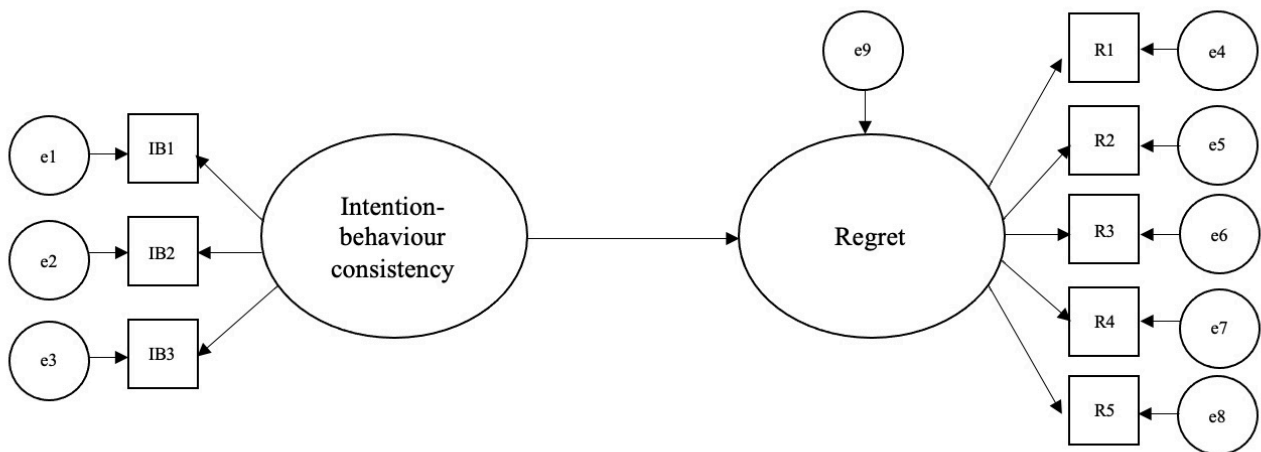 e1
IB1
e2
IB2
e3
IB3
Intention-
behaviour
consistency
e9
Regret
R1
e4
R2
e5
R3
e6
R4
e7
R5
e8